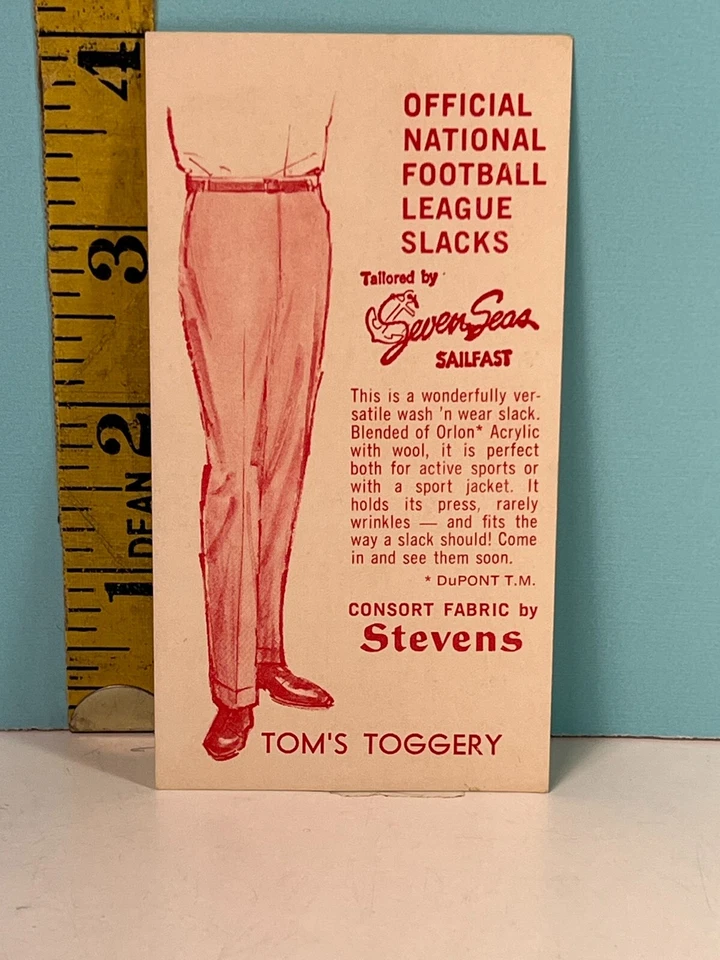 OFFICIAL
NATIONAL
FOOTBALL
LEAGUE
SLACKS
Tailored by
Seven Seas
SAILFAST
This is a wonderfully ver-
satile wash 'n wear slack.
Blended of Orlon* Acrylic
with wool, it is perfect
both for active sports or
with a sport jacket. It
holds its press, rarely
wrinkles — and fits the
way a slack should! Come
in and see them soon.
* DuPONT T.M.
CONSORT FABRIC by
Stevens
TOM'S TOGGERY
4
3
2
1
DEAN